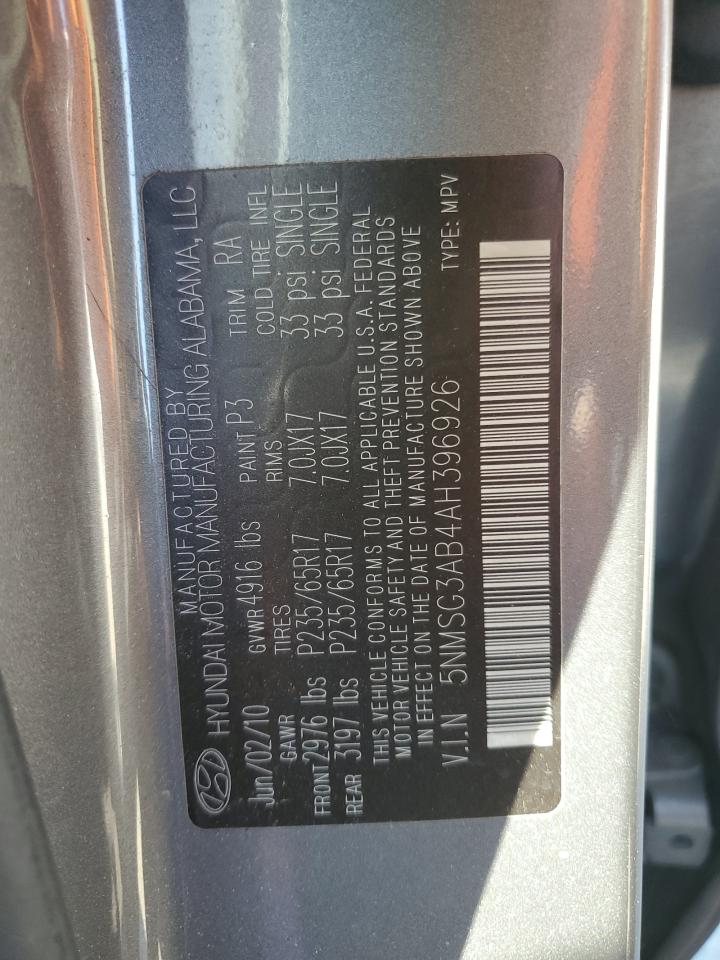 MANUFACTURED BY
HYUNDAI MOTOR MANUFACTURING ALABAMA, LLC
Jun/02/10 GVWR 4916 lbs PAINT P3 TRIM RA
GAWR TIRES RIMS COLD TIRE INFL
FRONT 2976 lbs P235/65R17 7.0JX17 33 psi SINGLE
REAR 3197 lbs P235/65R17 7.0JX17 33 psi SINGLE
THIS VEHICLE CONFORMS TO ALL APPLICABLE U.S.A. FEDERAL
MOTOR VEHICLE SAFETY AND THEFT PREVENTION STANDARDS
IN EFFECT ON THE DATE OF MANUFACTURE SHOWN ABOVE
V.I.N 5NMSG3AB4AH396926 TYPE: MPV